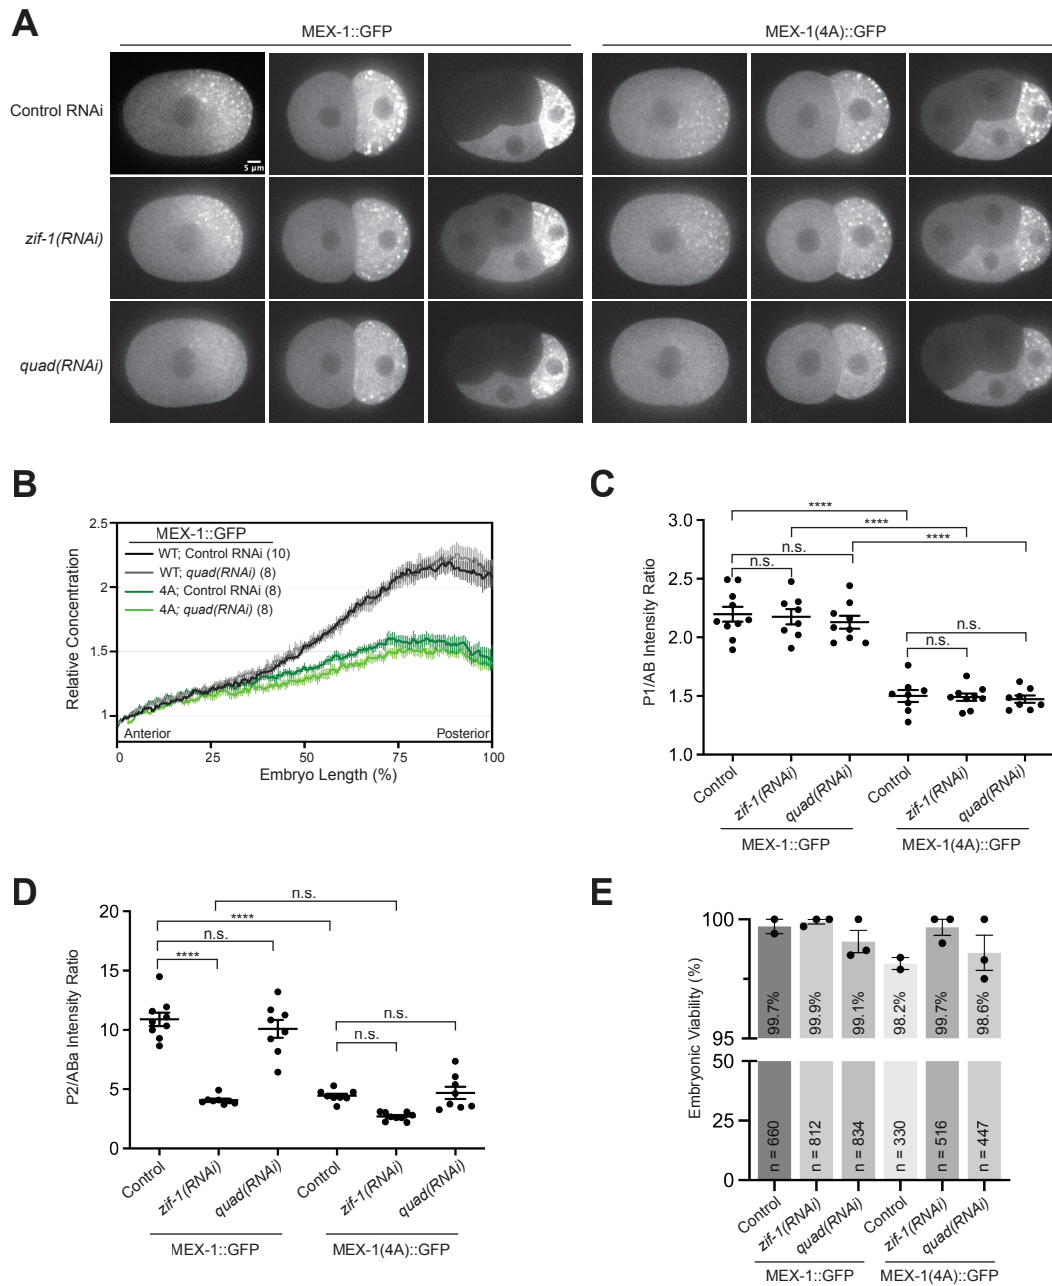 A
MEX-1::GFP
MEX-1(4A)::GFP
Control RNAi
5 μm
zif-1(RNAi)
quad(RNAi)
B
MEX-1::GFP
WT; Control RNAi (10)
WT; quad(RNAi) (8)
4A; Control RNAi (8)
4A; quad(RNAi) (8)
Relative Concentration
2.5
2
1.5
1
Anterior
Posterior
0
25
50
75
100
Embryo Length (%)
C
P1/AB Intensity Ratio
3.0
2.5
2.0
1.5
1.0
****
****
****
n.s.
n.s.
n.s.
n.s.
Control
zif-1(RNAi)
quad(RNAi)
Control
zif-1(RNAi)
quad(RNAi)
MEX-1::GFP
MEX-1(4A)::GFP
D
P2/ABa Intensity Ratio
20
15
10
5
0
n.s.
****
n.s.
****
n.s.
n.s.
Control
zif-1(RNAi)
quad(RNAi)
Control
zif-1(RNAi)
quad(RNAi)
MEX-1::GFP
MEX-1(4A)::GFP
E
Embryonic Viability (%)
100
95
50
25
0
99.7%
99.9%
99.1%
98.2%
99.7%
98.6%
n = 660
n = 812
n = 834
n = 330
n = 516
n = 447
Control
zif-1(RNAi)
quad(RNAi)
Control
zif-1(RNAi)
quad(RNAi)
MEX-1::GFP
MEX-1(4A)::GFP